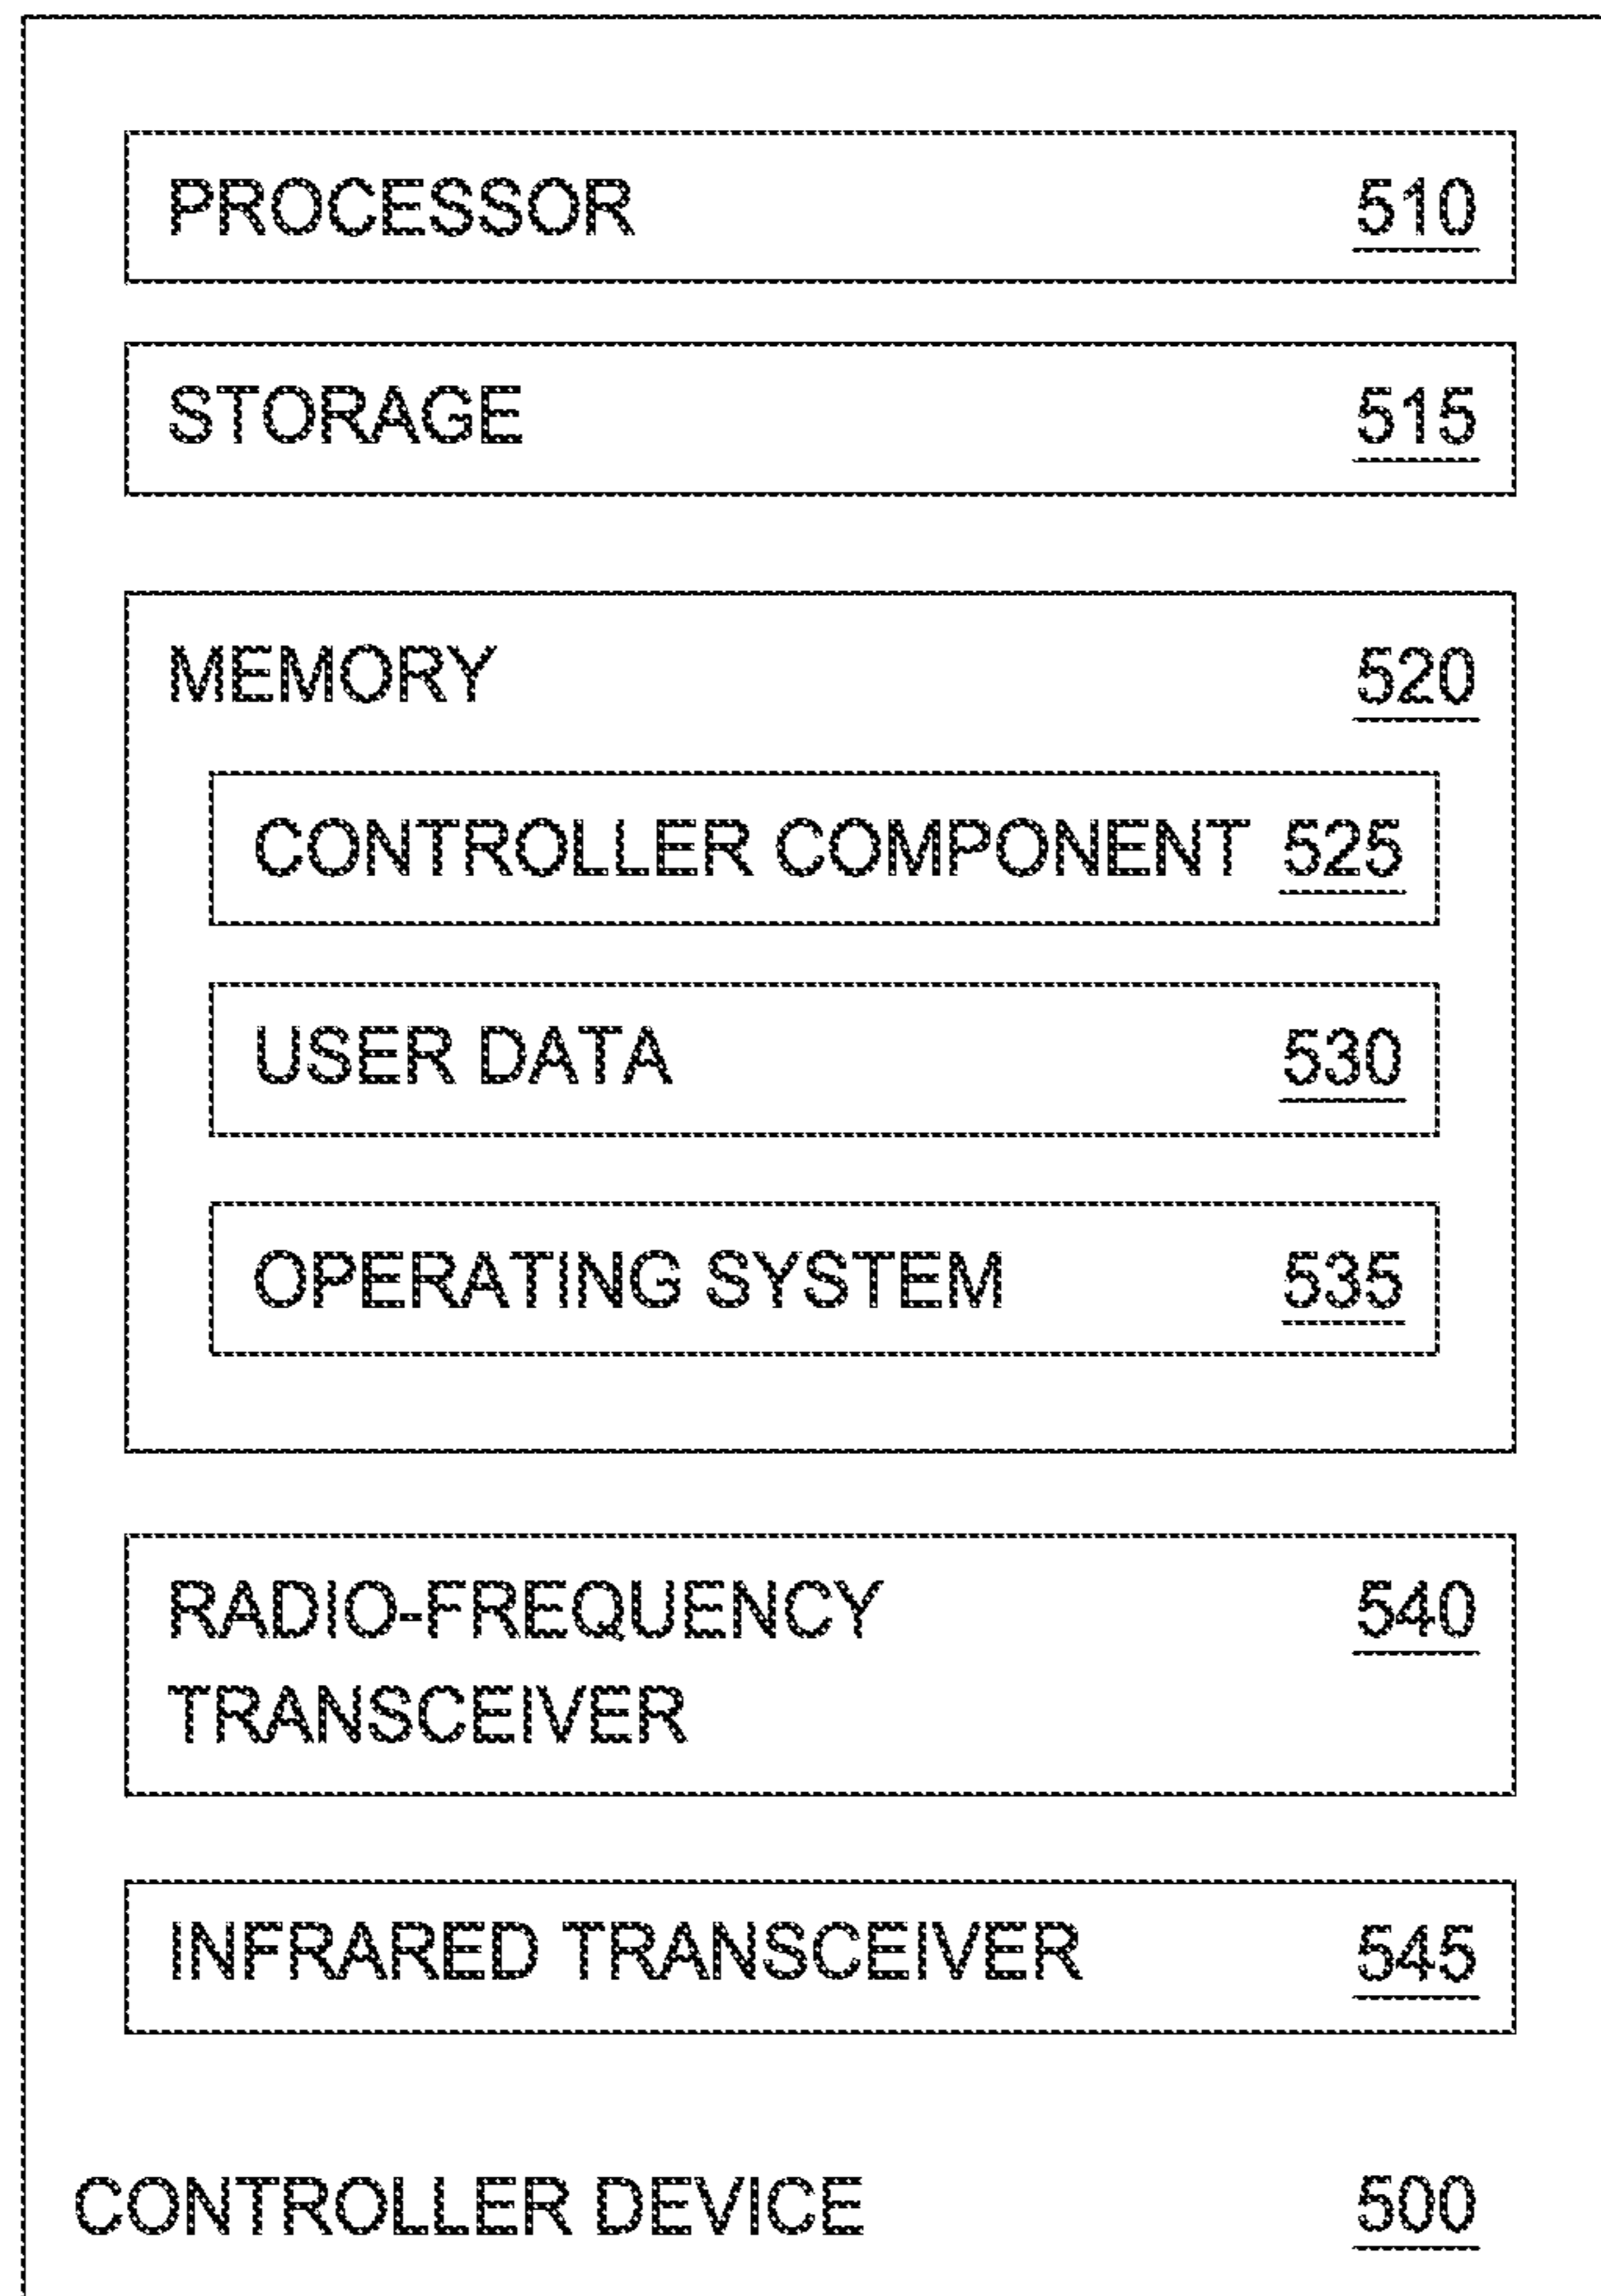 PROCESSOR 510
STORAGE 515
MEMORY 520
CONTROLLER COMPONENT 525
USER DATA 530
OPERATING SYSTEM 535
RADIO-FREQUENCY 540
TRANSCEIVER
INFRARED TRANSCEIVER 545
CONTROLLER DEVICE 500